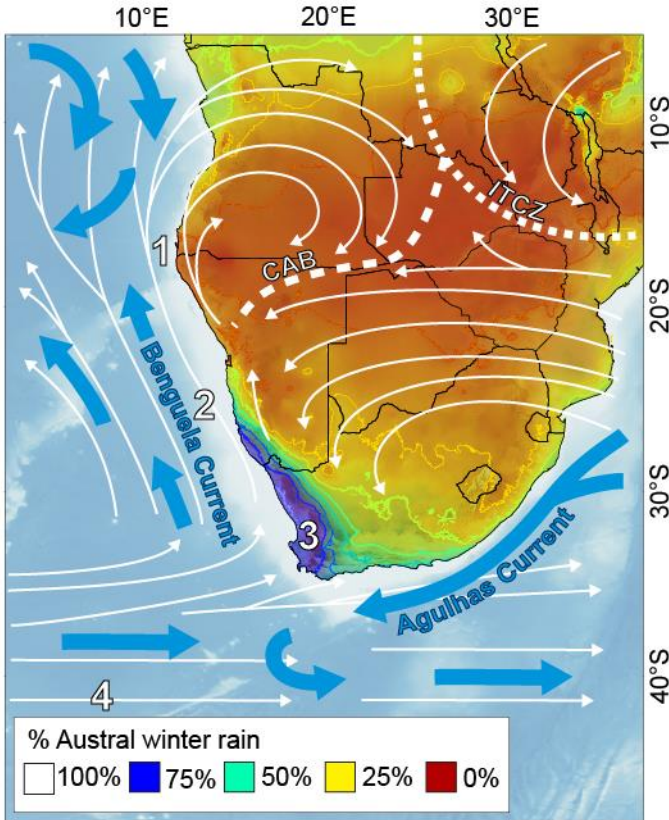 10°E 20°E 30°E
10°S
ITCZ
1
CAB
20°S
Benguela Current
2
30°S
3
Agulhas Current
40°S
4
% Austral winter rain
100% 75% 50% 25% 0%